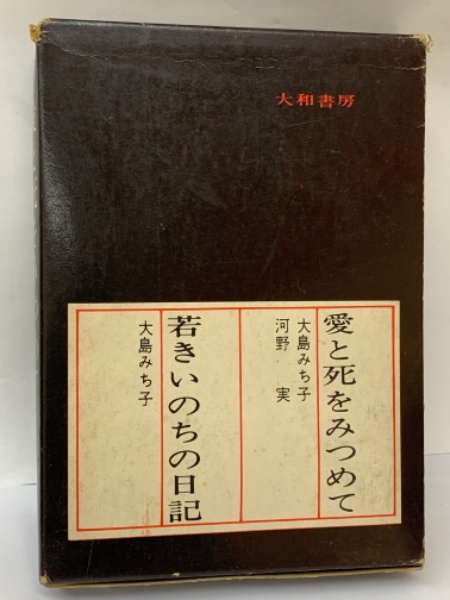 大和書房
愛と死をみつめて
大島みち子
河野 実
若きいのちの日記
大島みち子